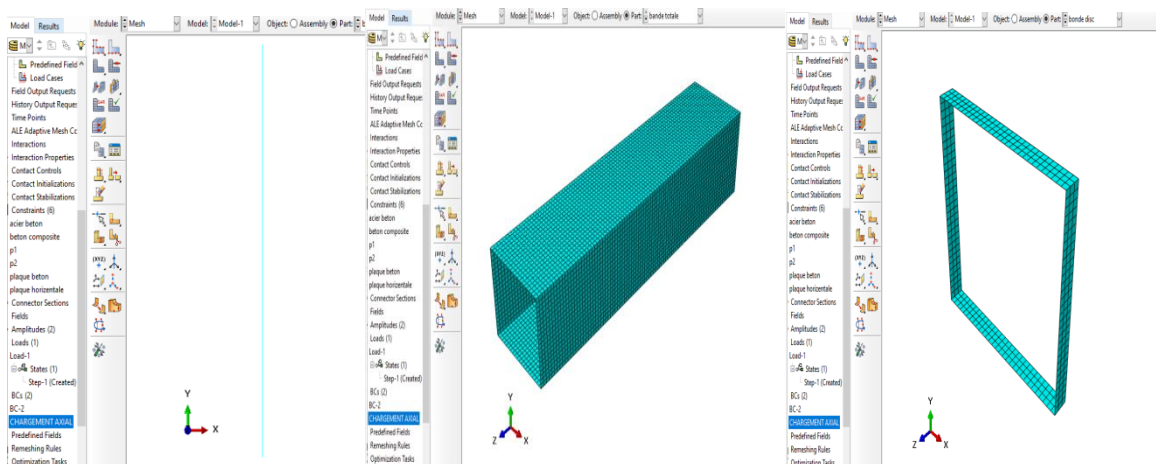 Model Results
Module: Mesh Model: Model-1 Object: Assembly Part: b
Predefined Field
Load Cases
Field Output Requests
History Output Reques
Time Points
ALE Adaptive Mesh Cc
Interactions
Interaction Properties
Contact Controls
Contact Initializations
Contact Stabilizations
Constraints (6)
acier beton
beton composite
p1
p2
plaque beton
plaque horizentale
Connector Sections
Fields
Amplitudes (2)
Loads (1)
Load-1
States (1)
Step-1 (Created)
BCs (2)
BC-2
CHARGEMENT AXIAL
Predefined Fields
Remeshing Rules
Optimization Tasks
(XYZ)
Y
X
Model Results
Module: Mesh Model: Model-1 Object: Assembly Part: bande totale
Predefined Field
Load Cases
Field Output Requests
History Output Reques
Time Points
ALE Adaptive Mesh Cc
Interactions
Interaction Properties
Contact Controls
Contact Initializations
Contact Stabilizations
Constraints (6)
acier beton
beton composite
p1
p2
plaque beton
plaque horizentale
Connector Sections
Fields
Amplitudes (2)
Loads (1)
Load-1
States (1)
Step-1 (Created)
BCs (2)
BC-2
CHARGEMENT AXIAL
Predefined Fields
Remeshing Rules
Optimization Tasks
(XYZ)
Y
Z
X
Model Results
Module: Mesh Model: Model-1 Object: Assembly Part: bonde disc
Predefined Field
Load Cases
Field Output Requests
History Output Reques
Time Points
ALE Adaptive Mesh Cc
Interactions
Interaction Properties
Contact Controls
Contact Initializations
Contact Stabilizations
Constraints (6)
acier beton
beton composite
p1
p2
plaque beton
plaque horizentale
Connector Sections
Fields
Amplitudes (2)
Loads (1)
Load-1
States (1)
Step-1 (Created)
BCs (2)
BC-2
CHARGEMENT AXIAL
Predefined Fields
Remeshing Rules
Optimization Tasks
(XYZ)
Y
Z
X